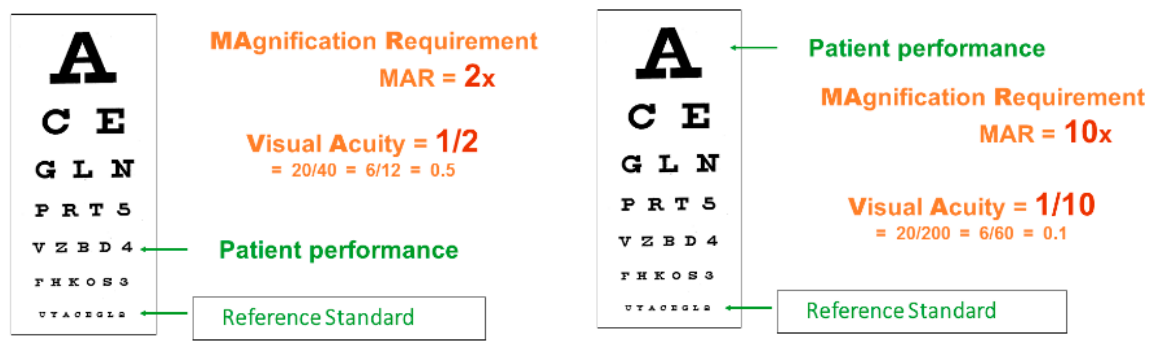 A
C E
G L N
P R T 5
V Z B D 4
F H K O S 3
U Y A C E G L 2
MAgnification Requirement
MAR = 2x
Visual Acuity = 1/2
= 20/40 = 6/12 = 0.5
Patient performance
Reference Standard
A
C E
G L N
P R T 5
V Z B D 4
F H K O S 3
U Y A C E G L 2
Patient performance
MAgnification Requirement
MAR = 10x
Visual Acuity = 1/10
= 20/200 = 6/60 = 0.1
Reference Standard